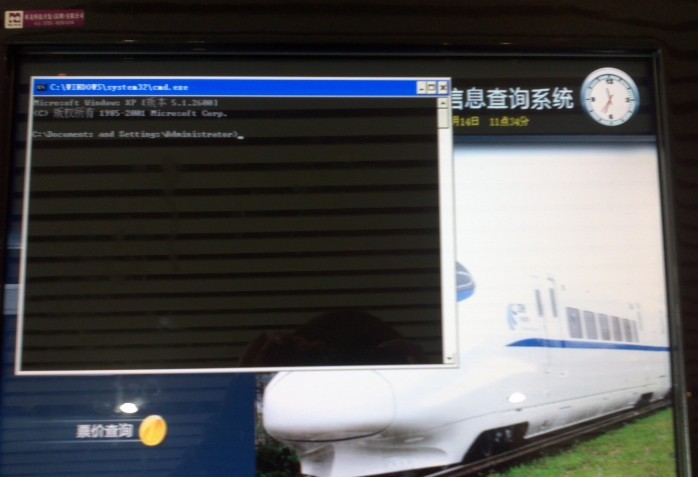 C:\WINDOWS\system32\cmd.exe
Microsoft Windows XP [版本 5.1.2600]
(C) 版权所有 1985-2001 Microsoft Corp.
C:\Documents and Settings\Administrator>
信息查询系统
月14日 11点34分
票价查询